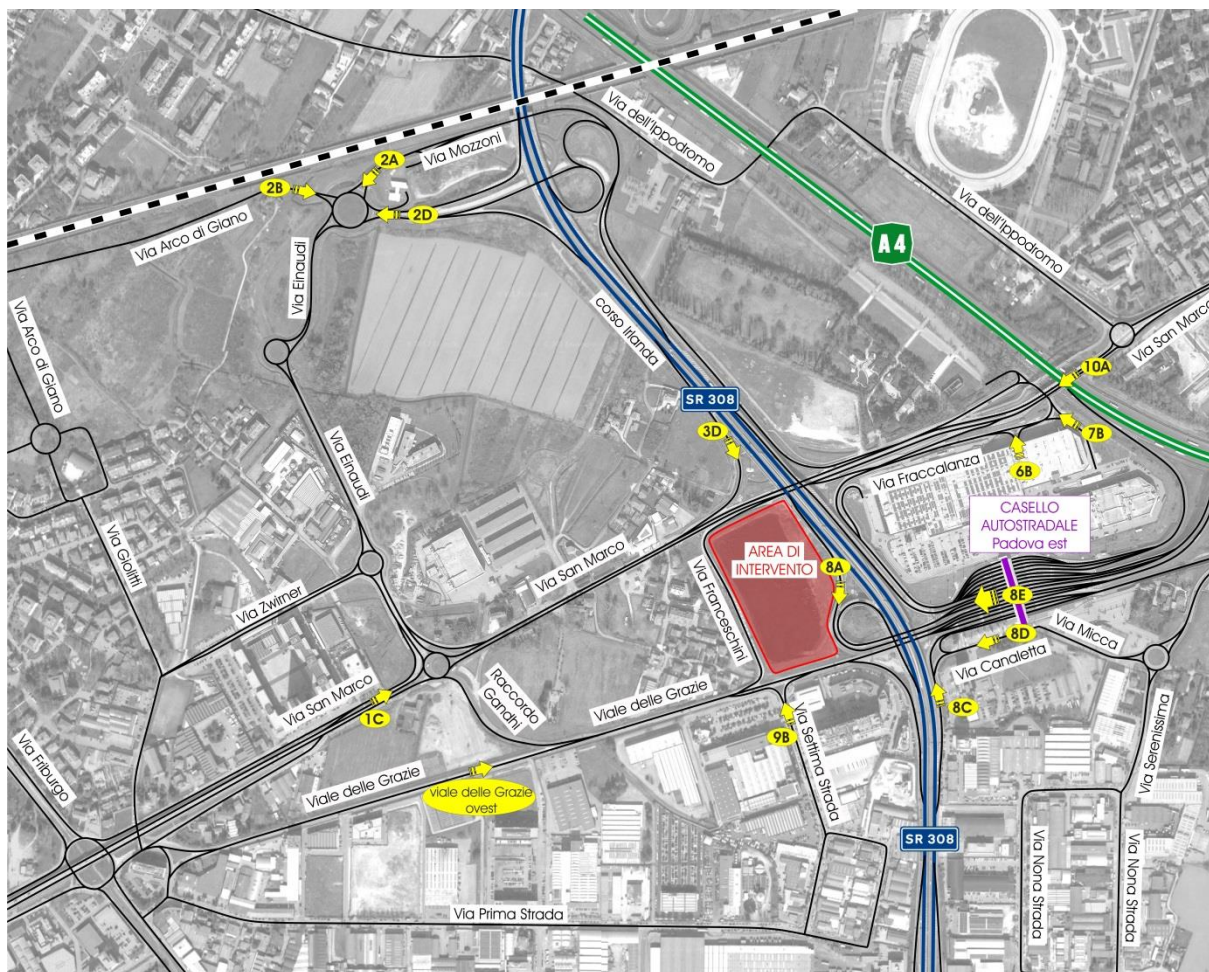 Via dell'Ippodromo
2A
Via Mozzoni
2B
2D
Via Arco di Giano
Via Einaudi
Via dell'Ippodromo
A4
Via Arco di Giano
corso Irlanda
Via San Marco
10A
SR 308
3D
7B
6B
Via Fraccalanza
Via Einaudi
CASELLO
AUTOSTRADALE
Padova est
Via Giolitti
Via San Marco
AREA DI
INTERVENTO
8A
Via Zwirner
Via Franceschini
8E
8D
Via Micca
Via Canaletta
Via San Marco
1C
Raccordo
Gandhi
Viale delle Grazie
8C
9B
Via Settima Strada
Via Serenissima
Via Friburgo
Viale delle Grazie
viale delle Grazie
ovest
SR 308
Via Nona Strada
Via Nona Strada
Via Prima Strada